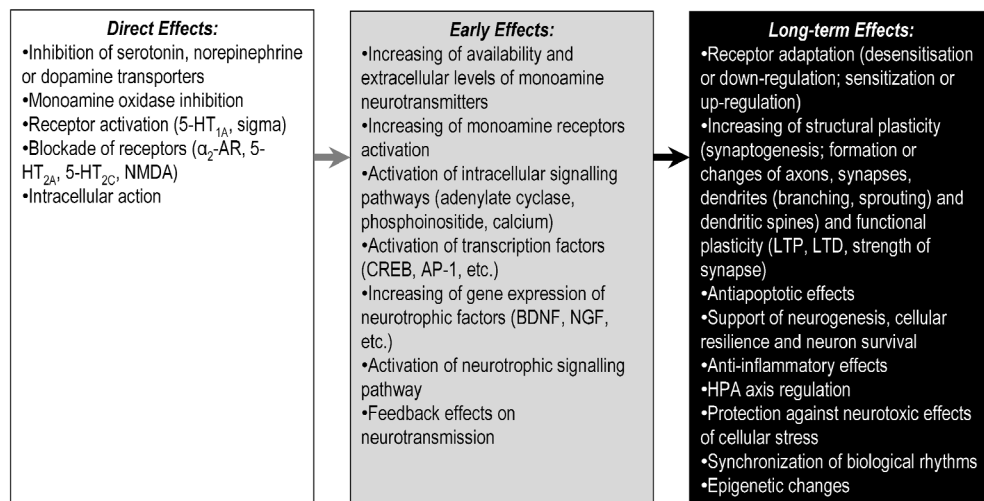 Direct Effects:
•Inhibition of serotonin, norepinephrine
or dopamine transporters
•Monoamine oxidase inhibition
•Receptor activation (5-HT1A, sigma)
•Blockade of receptors (α2-AR, 5-
HT2A, 5-HT2C, NMDA)
•Intracellular action
Early Effects:
•Increasing of availability and
extracellular levels of monoamine
neurotransmitters
•Increasing of monoamine receptors
activation
•Activation of intracellular signalling
pathways (adenylate cyclase,
phosphoinositide, calcium)
•Activation of transcription factors
(CREB, AP-1, etc.)
•Increasing of gene expression of
neurotrophic factors (BDNF, NGF,
etc.)
•Activation of neurotrophic signalling
pathway
•Feedback effects on
neurotransmission
Long-term Effects:
•Receptor adaptation (desensitisation
or down-regulation; sensitization or
up-regulation)
•Increasing of structural plasticity
(synaptogenesis; formation or
changes of axons, synapses,
dendrites (branching, sprouting) and
dendritic spines) and functional
plasticity (LTP, LTD, strength of
synapse)
•Antiapoptotic effects
•Support of neurogenesis, cellular
resilience and neuron survival
•Anti-inflammatory effects
•HPA axis regulation
•Protection against neurotoxic effects
of cellular stress
•Synchronization of biological rhythms
•Epigenetic changes